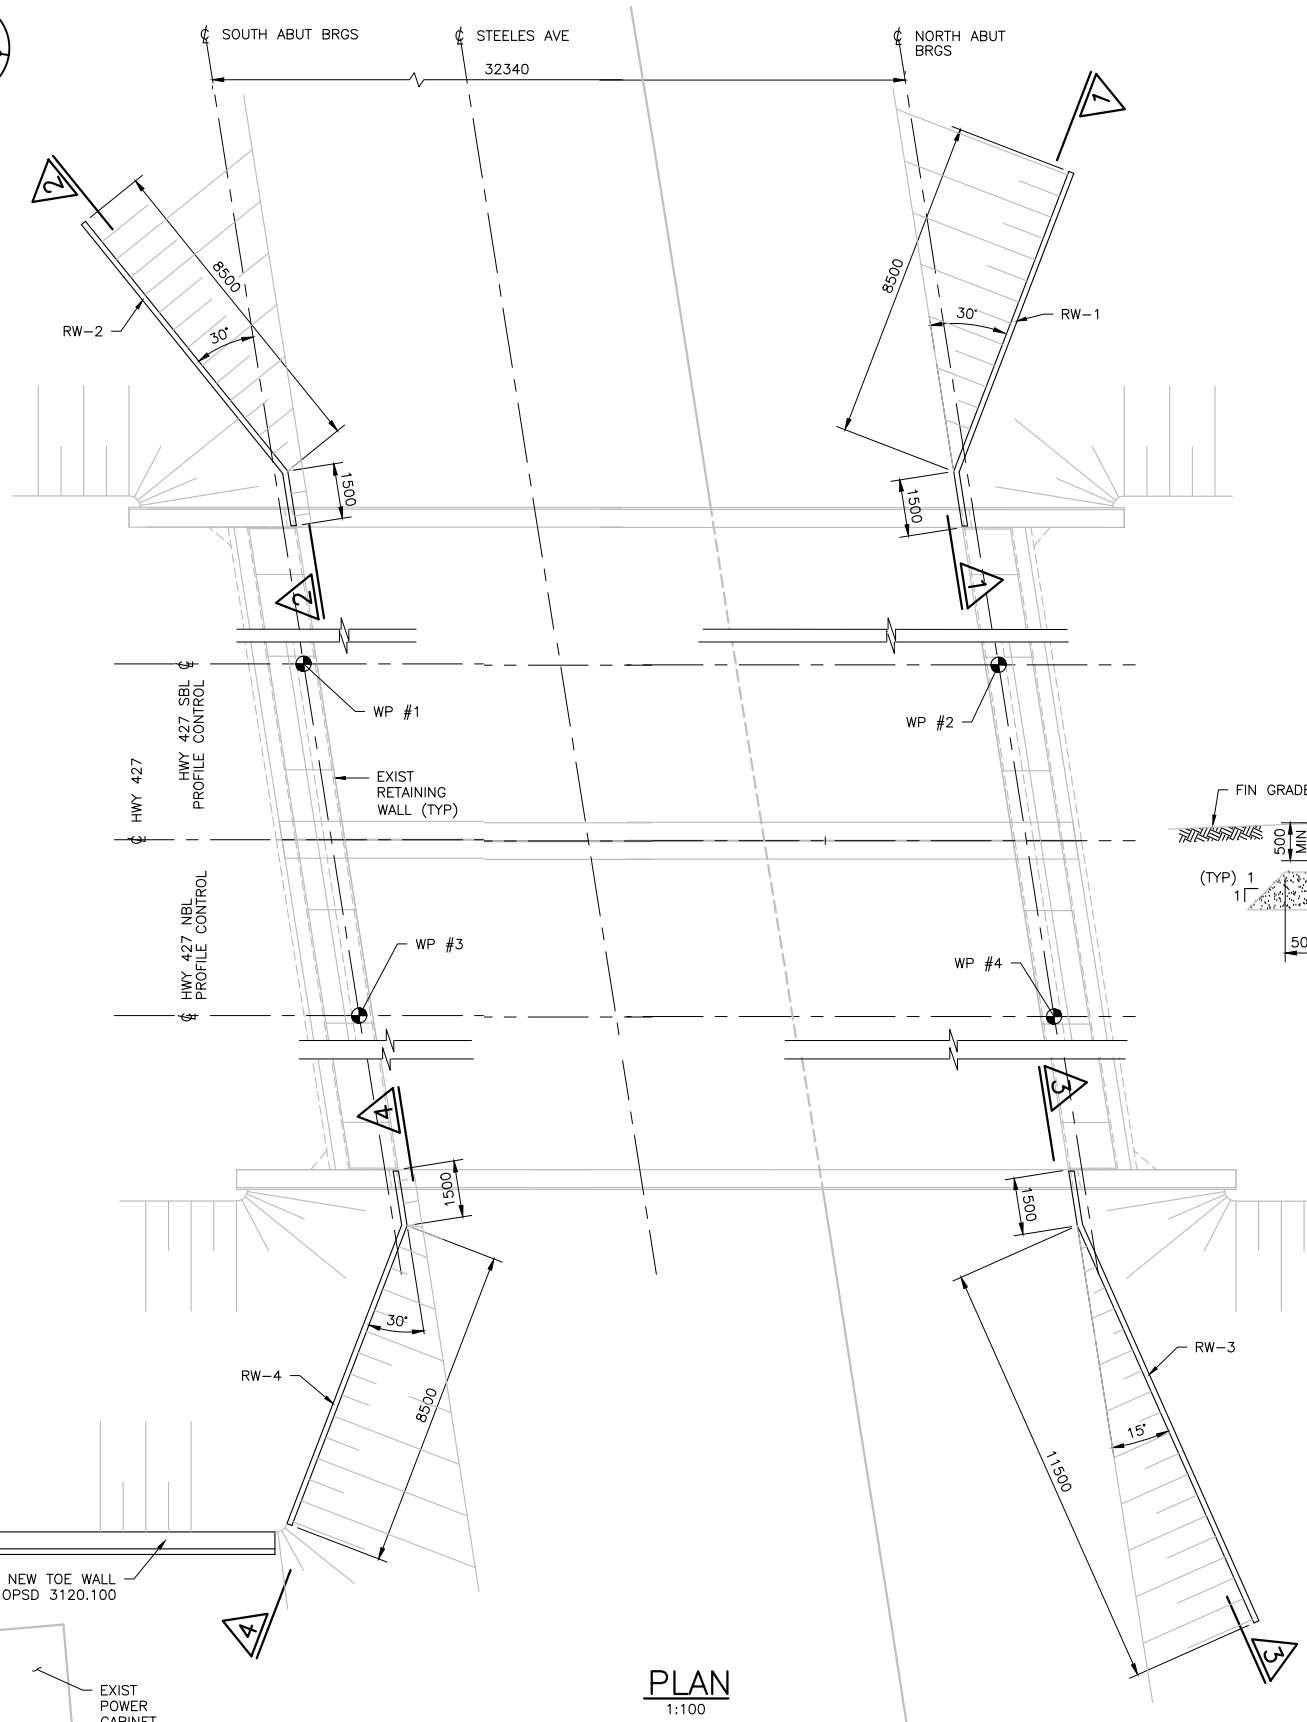 ℄ SOUTH ABUT BRGS
℄ STEELES AVE
℄ NORTH ABUT
BRGS
32340
1
2
8500
30°
RW-2
1500
8500
30°
RW-1
1500
2
1
WP #1
WP #2
℄ HWY 427
℄ HWY 427 SBL
PROFILE CONTROL
EXIST
RETAINING
WALL (TYP)
FIN GRADE
500
MIN
(TYP) 1
1
50
℄ HWY 427 NBL
PROFILE CONTROL
WP #3
WP #4
4
3
1500
1500
30°
RW-4
8500
RW-3
15°
11500
NEW TOE WALL
OPSD 3120.100
4
3
EXIST
POWER
CABINET
PLAN
1:100